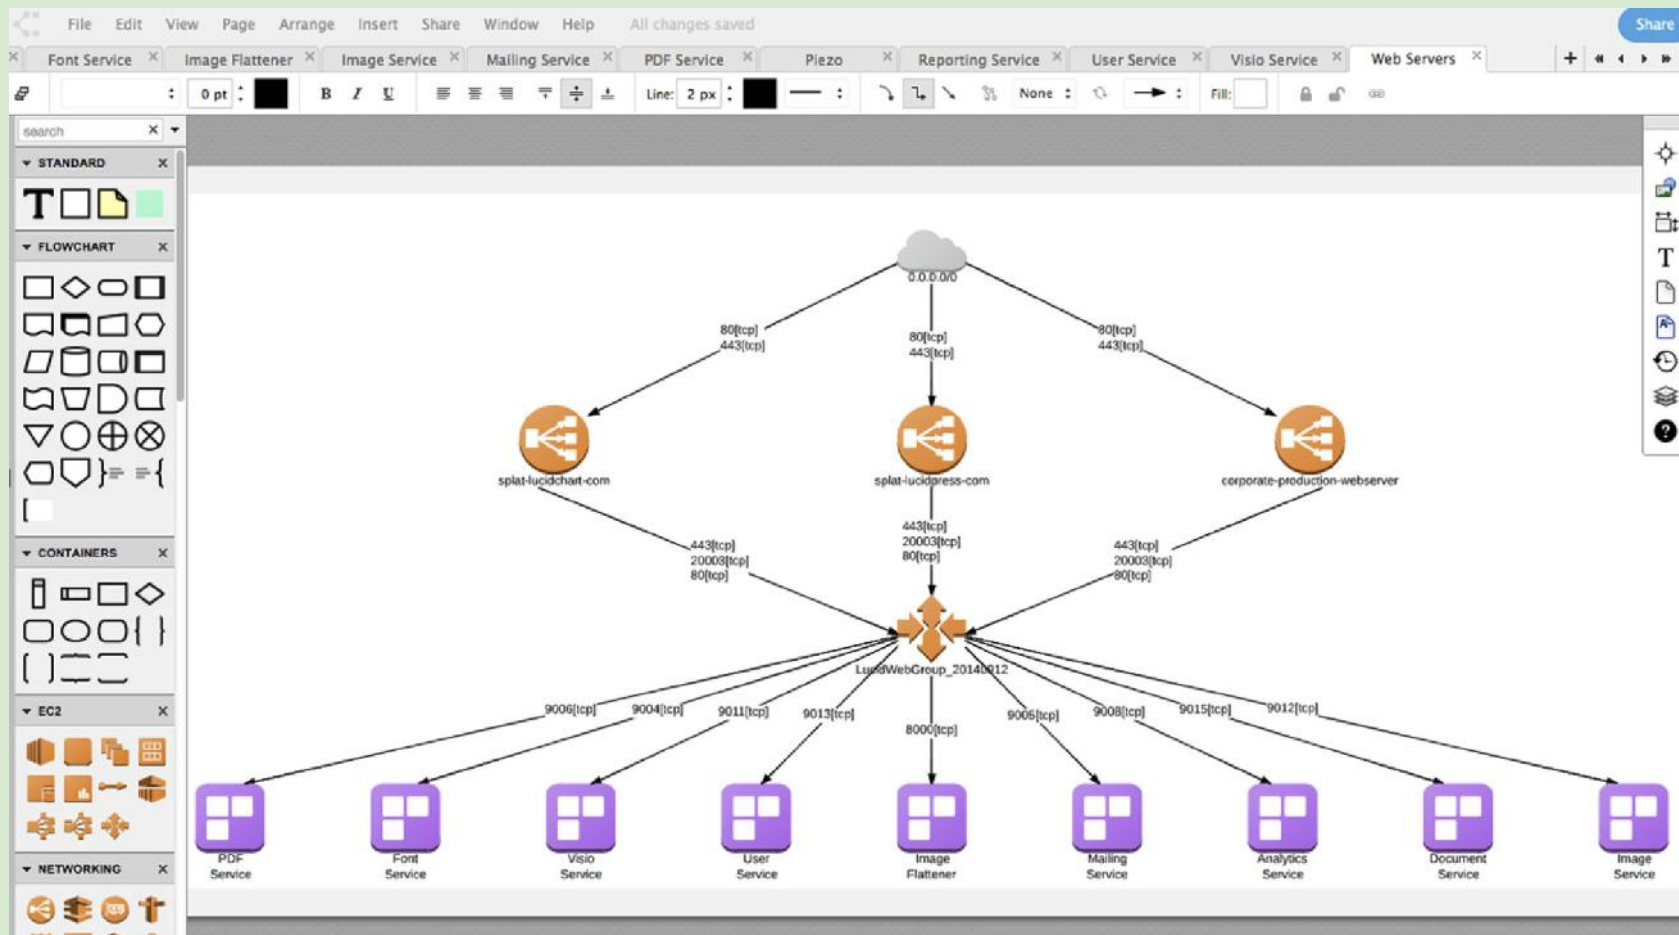 File Edit View Page Arrange Insert Share Window Help All changes saved Share
Font Service Image Flattener Image Service Mailing Service PDF Service Piezo Reporting Service User Service Visio Service Web Servers
0 pt B I U Line: 2 px None Fill:
search
STANDARD
T
FLOWCHART
CONTAINERS
EC2
NETWORKING
T
A
?
0.0.0.0/0
80[tcp]
443[tcp]
80[tcp]
443[tcp]
80[tcp]
443[tcp]
splat-lucidchart-com
splat-lucidpress-com
corporate-production-webserver
443[tcp]
20003[tcp]
80[tcp]
443[tcp]
20003[tcp]
80[tcp]
443[tcp]
20003[tcp]
80[tcp]
LucidWebGroup_20140912
9006[tcp] 9004[tcp] 9011[tcp] 9013[tcp] 8000[tcp] 9005[tcp] 9008[tcp] 9015[tcp] 9012[tcp]
PDF
Service
Font
Service
Visio
Service
User
Service
Image
Flattener
Mailing
Service
Analytics
Service
Document
Service
Image
Service